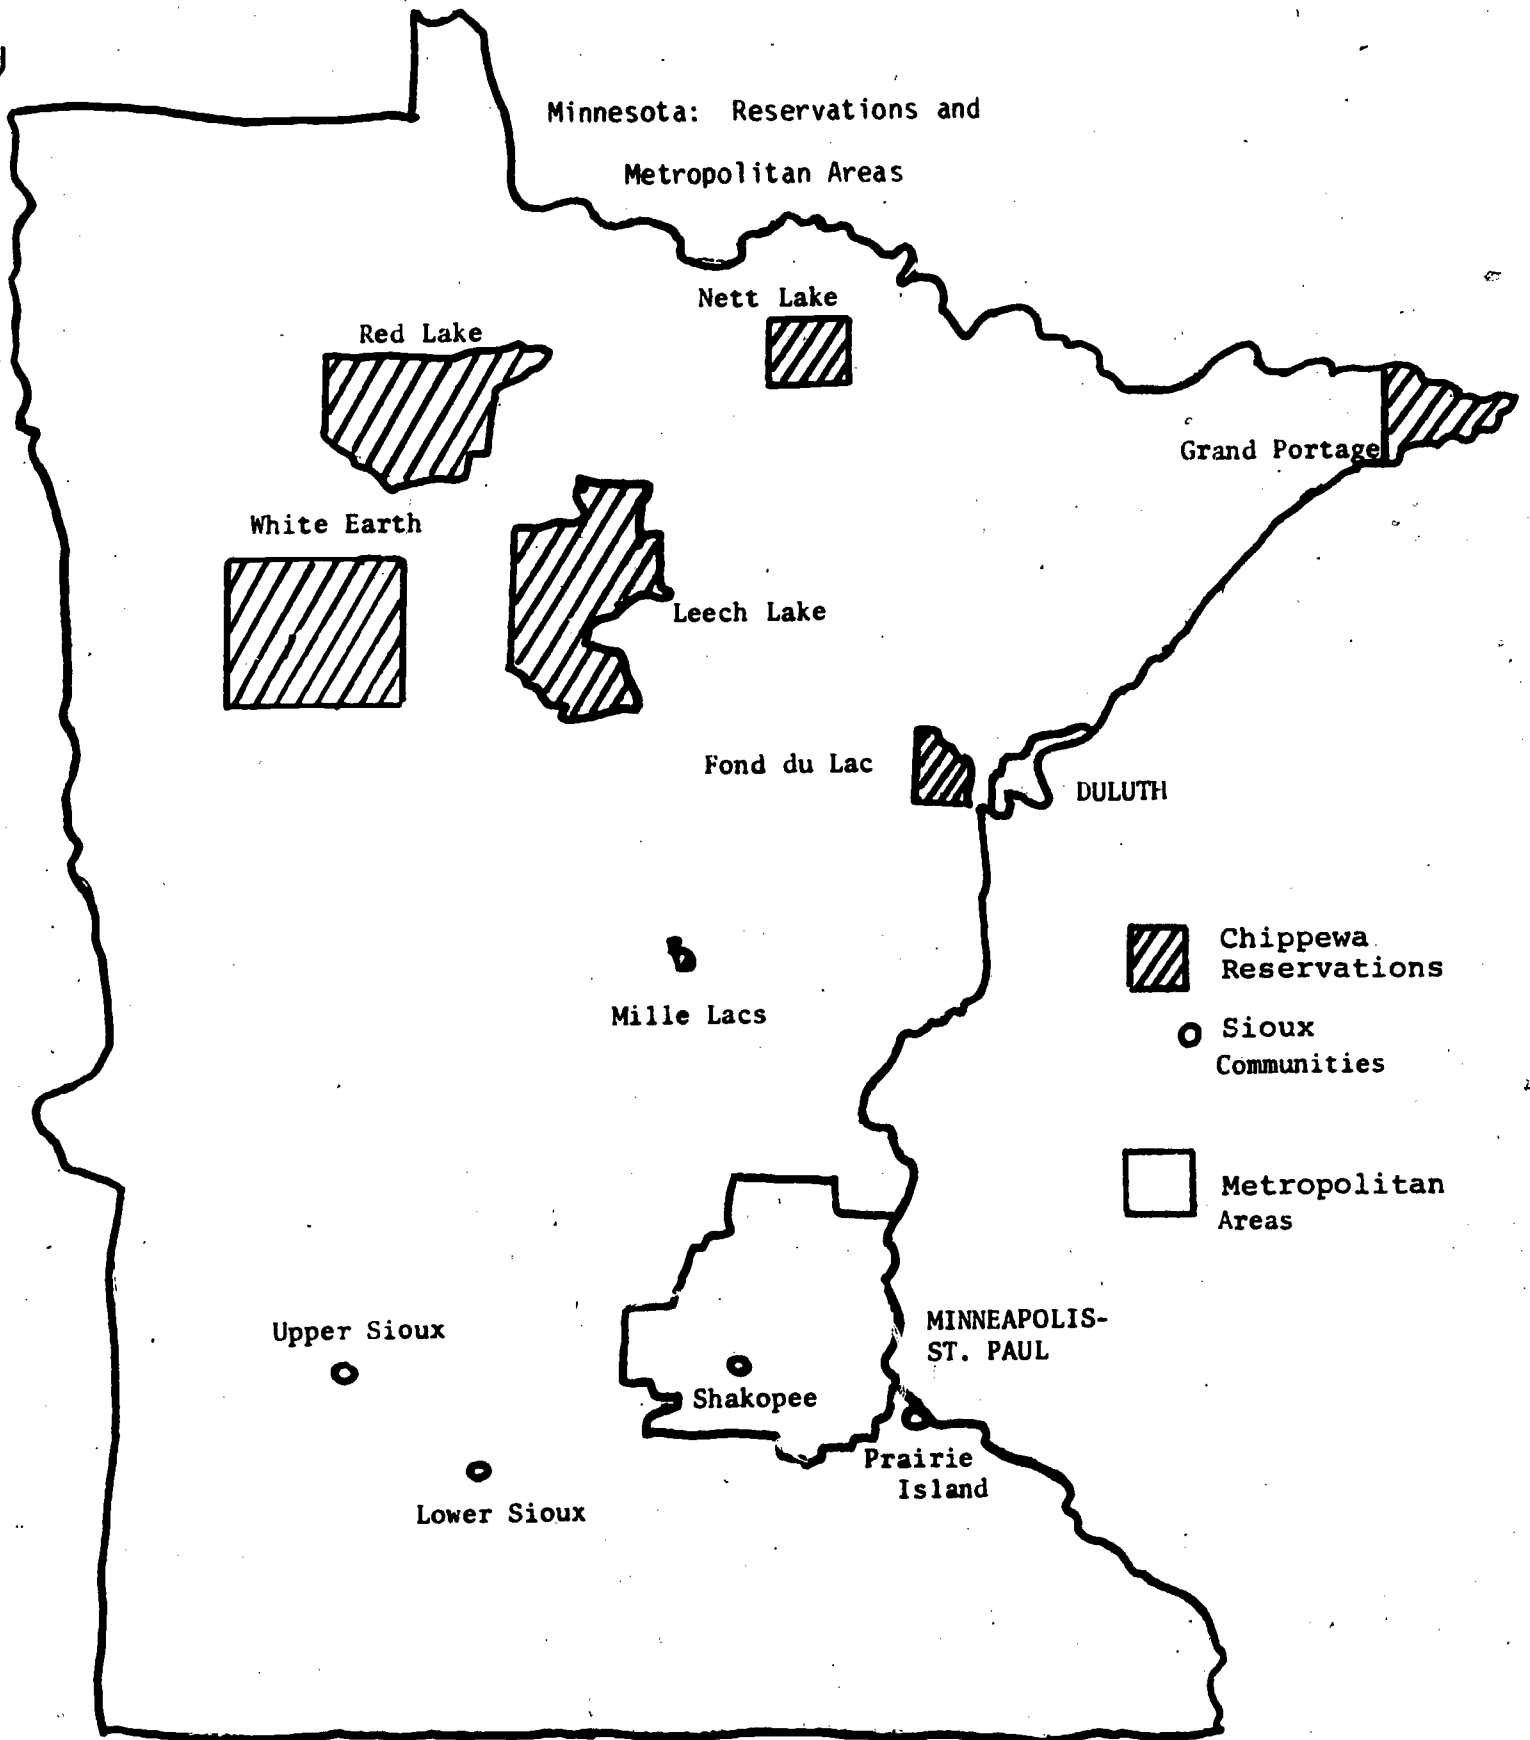 Minnesota: Reservations and
Metropolitan Areas
Nett Lake
Red Lake
Grand Portage
White Earth
Leech Lake
Fond du Lac
DULUTH
Chippewa
Reservations
Mille Lacs
Sioux
Communities
Metropolitan
Areas
MINNEAPOLIS-
ST. PAUL
Upper Sioux
Shakopee
Prairie
Island
Lower Sioux